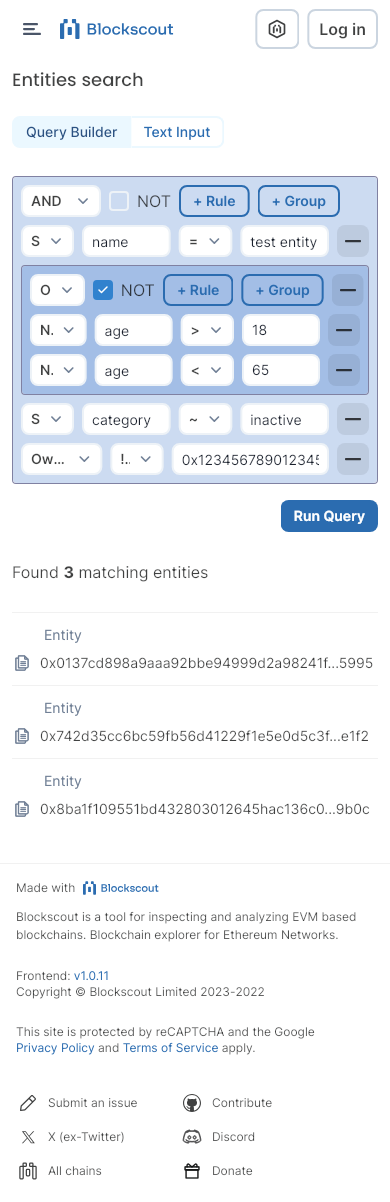 Blockscout Log in
Entities search
Query Builder Text Input
AND NOT + Rule + Group
S name = test entity
O NOT + Rule + Group
N. age > 18
N. age < 65
S category ~ inactive
Ow... !.. 0x123456789012345
Run Query
Found 3 matching entities
Entity
0x0137cd898a9aaa92bbe94999d2a98241f...5995
Entity
0x742d35cc6bc59fb56d41229f1e5e0d5c3f...e1f2
Entity
0x8ba1f109551bd432803012645hac136c0...9b0c
Made with Blockscout
Blockscout is a tool for inspecting and analyzing EVM based
blockchains. Blockchain explorer for Ethereum Networks.
Frontend: v1.0.11
Copyright © Blockscout Limited 2023-2022
This site is protected by reCAPTCHA and the Google
Privacy Policy and Terms of Service apply.
Submit an issue Contribute
X (ex-Twitter) Discord
All chains Donate